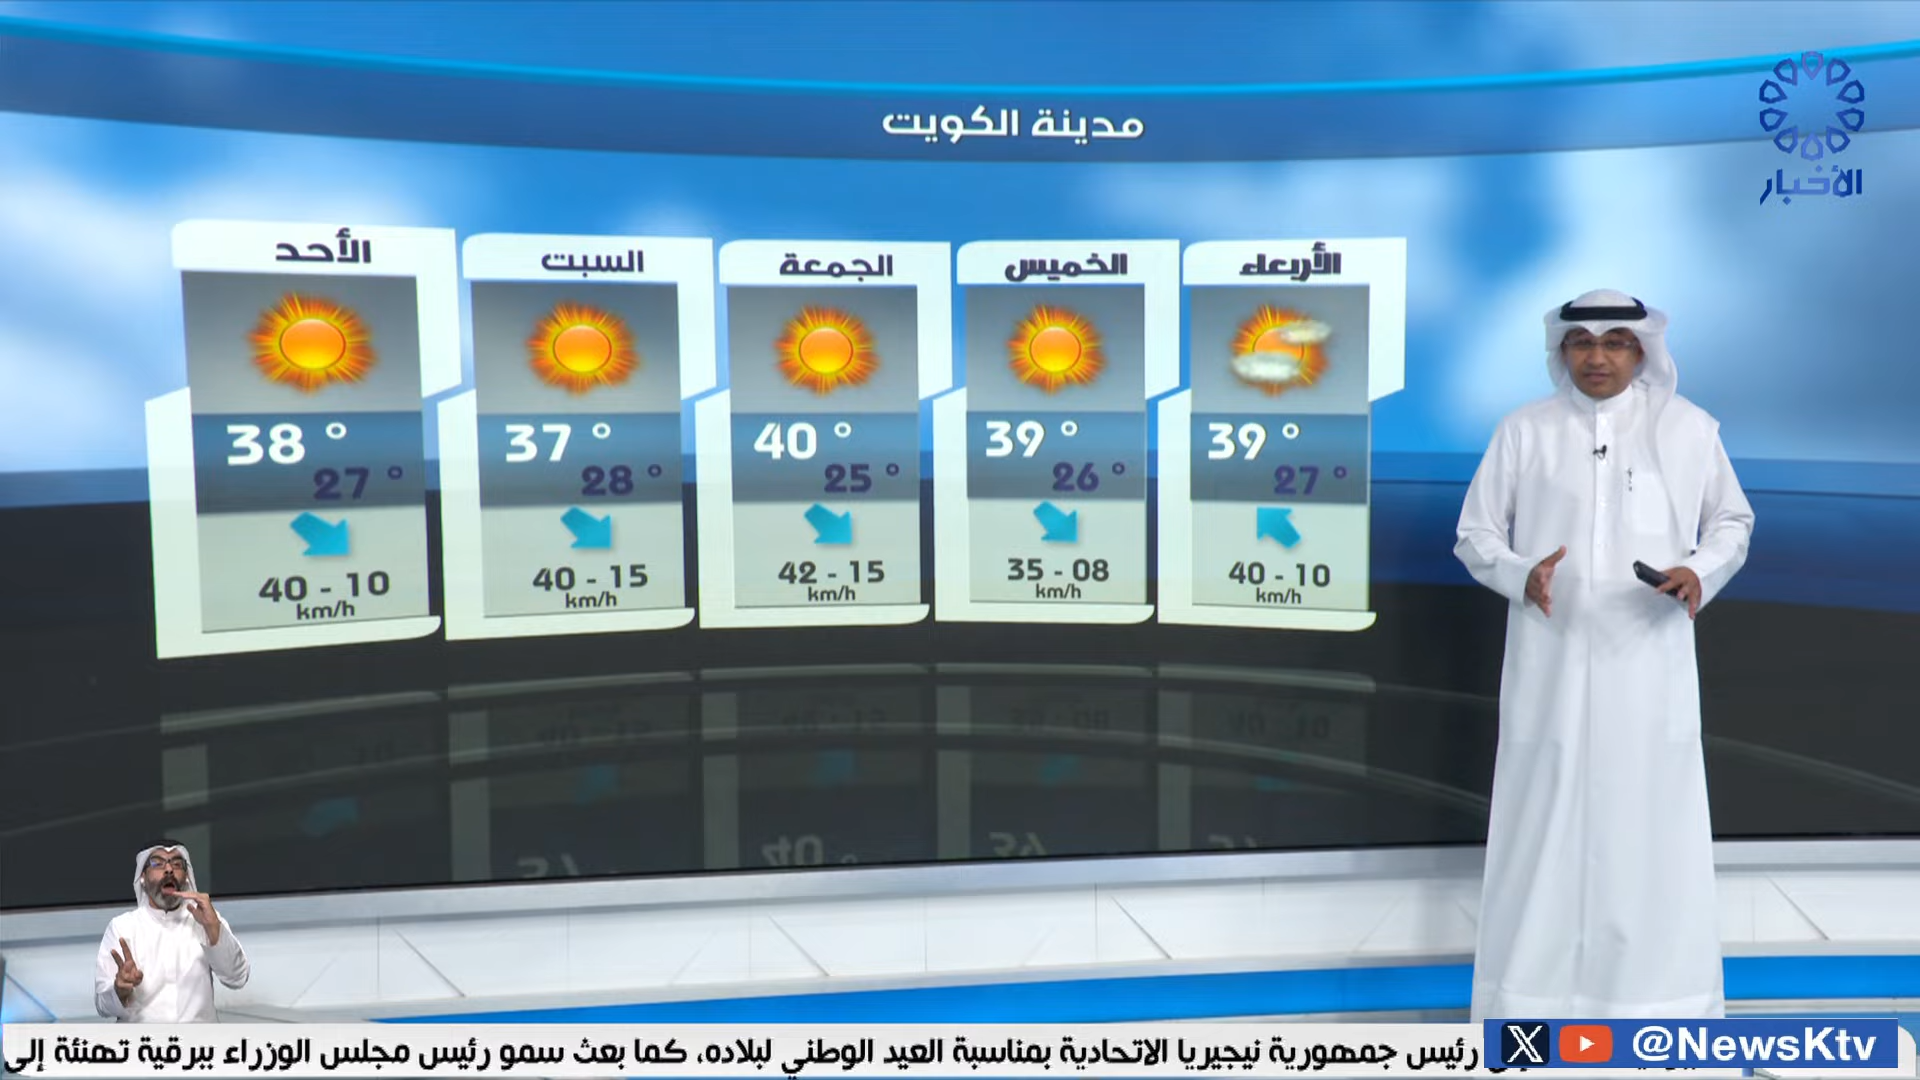 مدينة الكويت
الأخبار
الأربعاء
39 °
27 °
40 - 10
km/h
الخميس
39 °
26 °
35 - 08
km/h
الجمعة
40 °
25 °
42 - 15
km/h
السبت
37 °
28 °
40 - 15
km/h
الأحد
38 °
27 °
40 - 10
km/h
رئيس جمهورية نيجيريا الاتحادية بمناسبة العيد الوطني لبلاده، كما بعث سمو رئيس مجلس الوزراء ببرقية تهنئة إلى
@NewsKtv